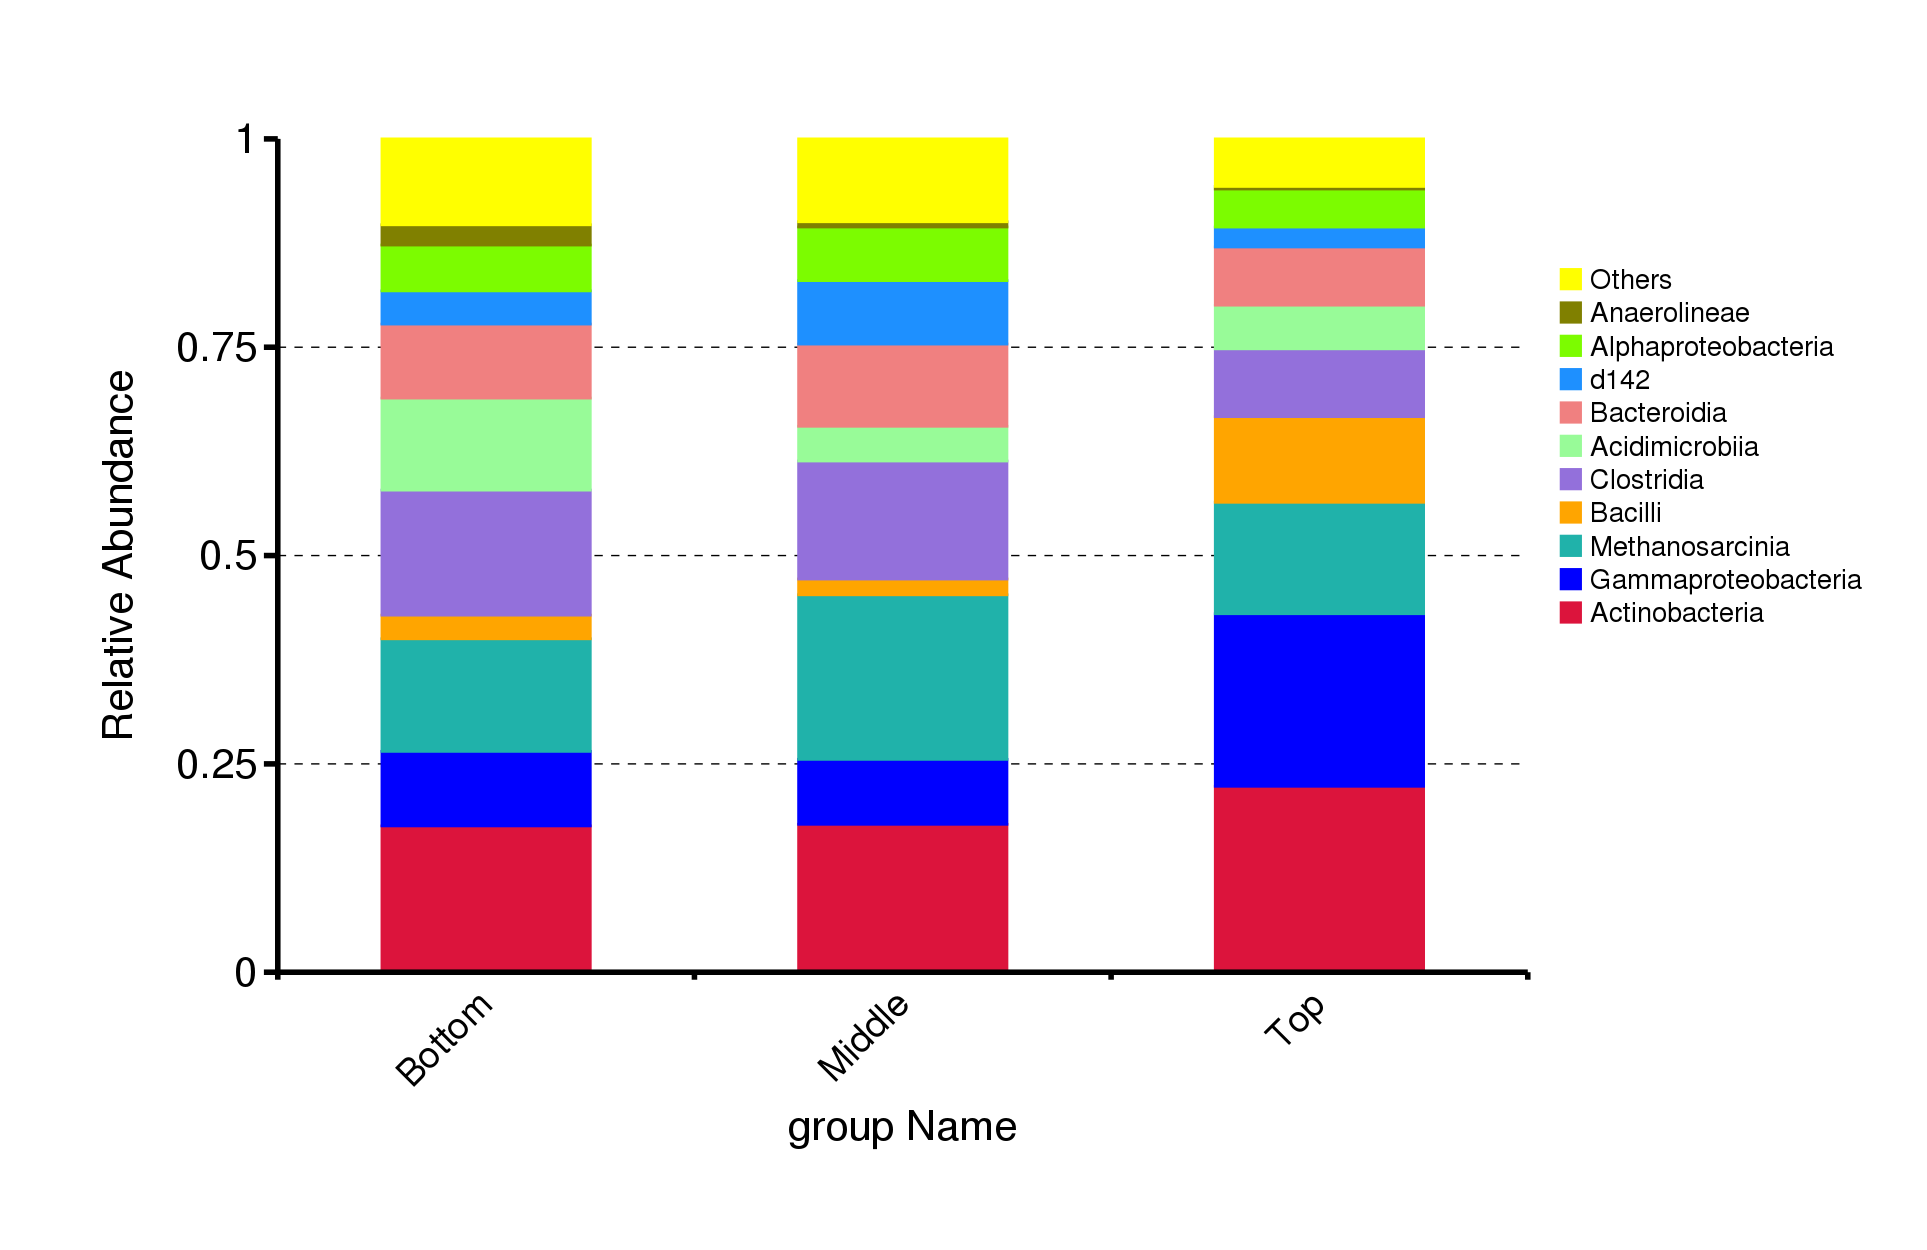 1
0.75
0.5
0.25
0
Relative Abundance
Bottom
Middle
Top
group Name
Others
Anaerolineae
Alphaproteobacteria
d142
Bacteroidia
Acidimicrobiia
Clostridia
Bacilli
Methanosarcinia
Gammaproteobacteria
Actinobacteria